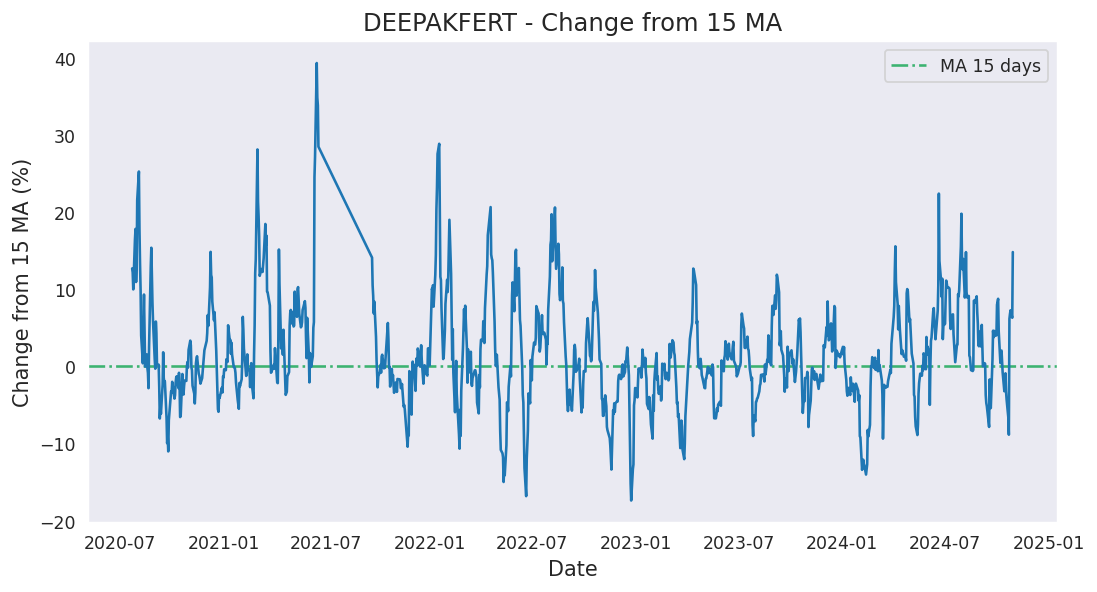 DEEPAKFERT - Change from 15 MA
MA 15 days
Change from 15 MA (%)
40
30
20
10
0
−10
−20
2020-07 2021-01 2021-07 2022-01 2022-07 2023-01 2023-07 2024-01 2024-07 2025-01
Date